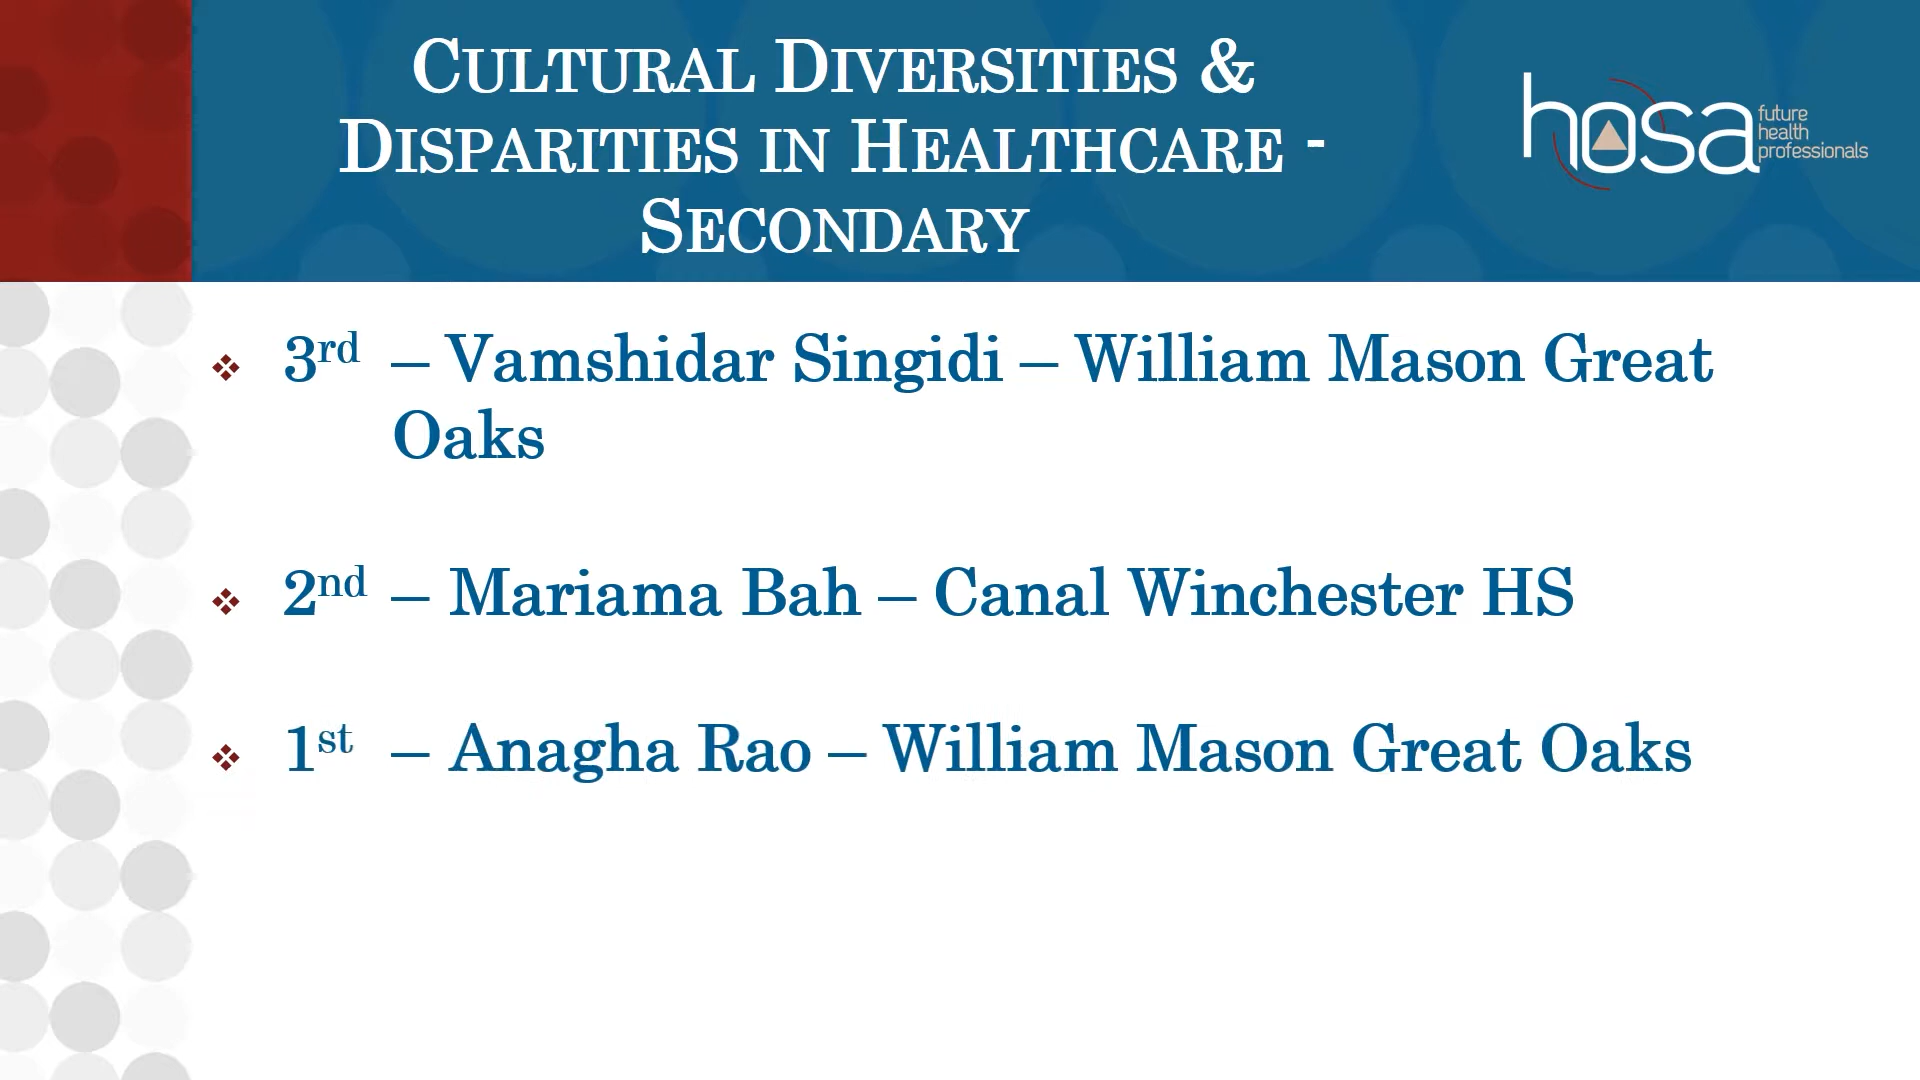 CULTURAL DIVERSITIES &
DISPARITIES IN HEALTHCARE -
SECONDARY
hosa
future
health
professionals
3rd – Vamshidar Singidi – William Mason Great
Oaks
2nd – Mariama Bah – Canal Winchester HS
1st – Anagha Rao – William Mason Great Oaks